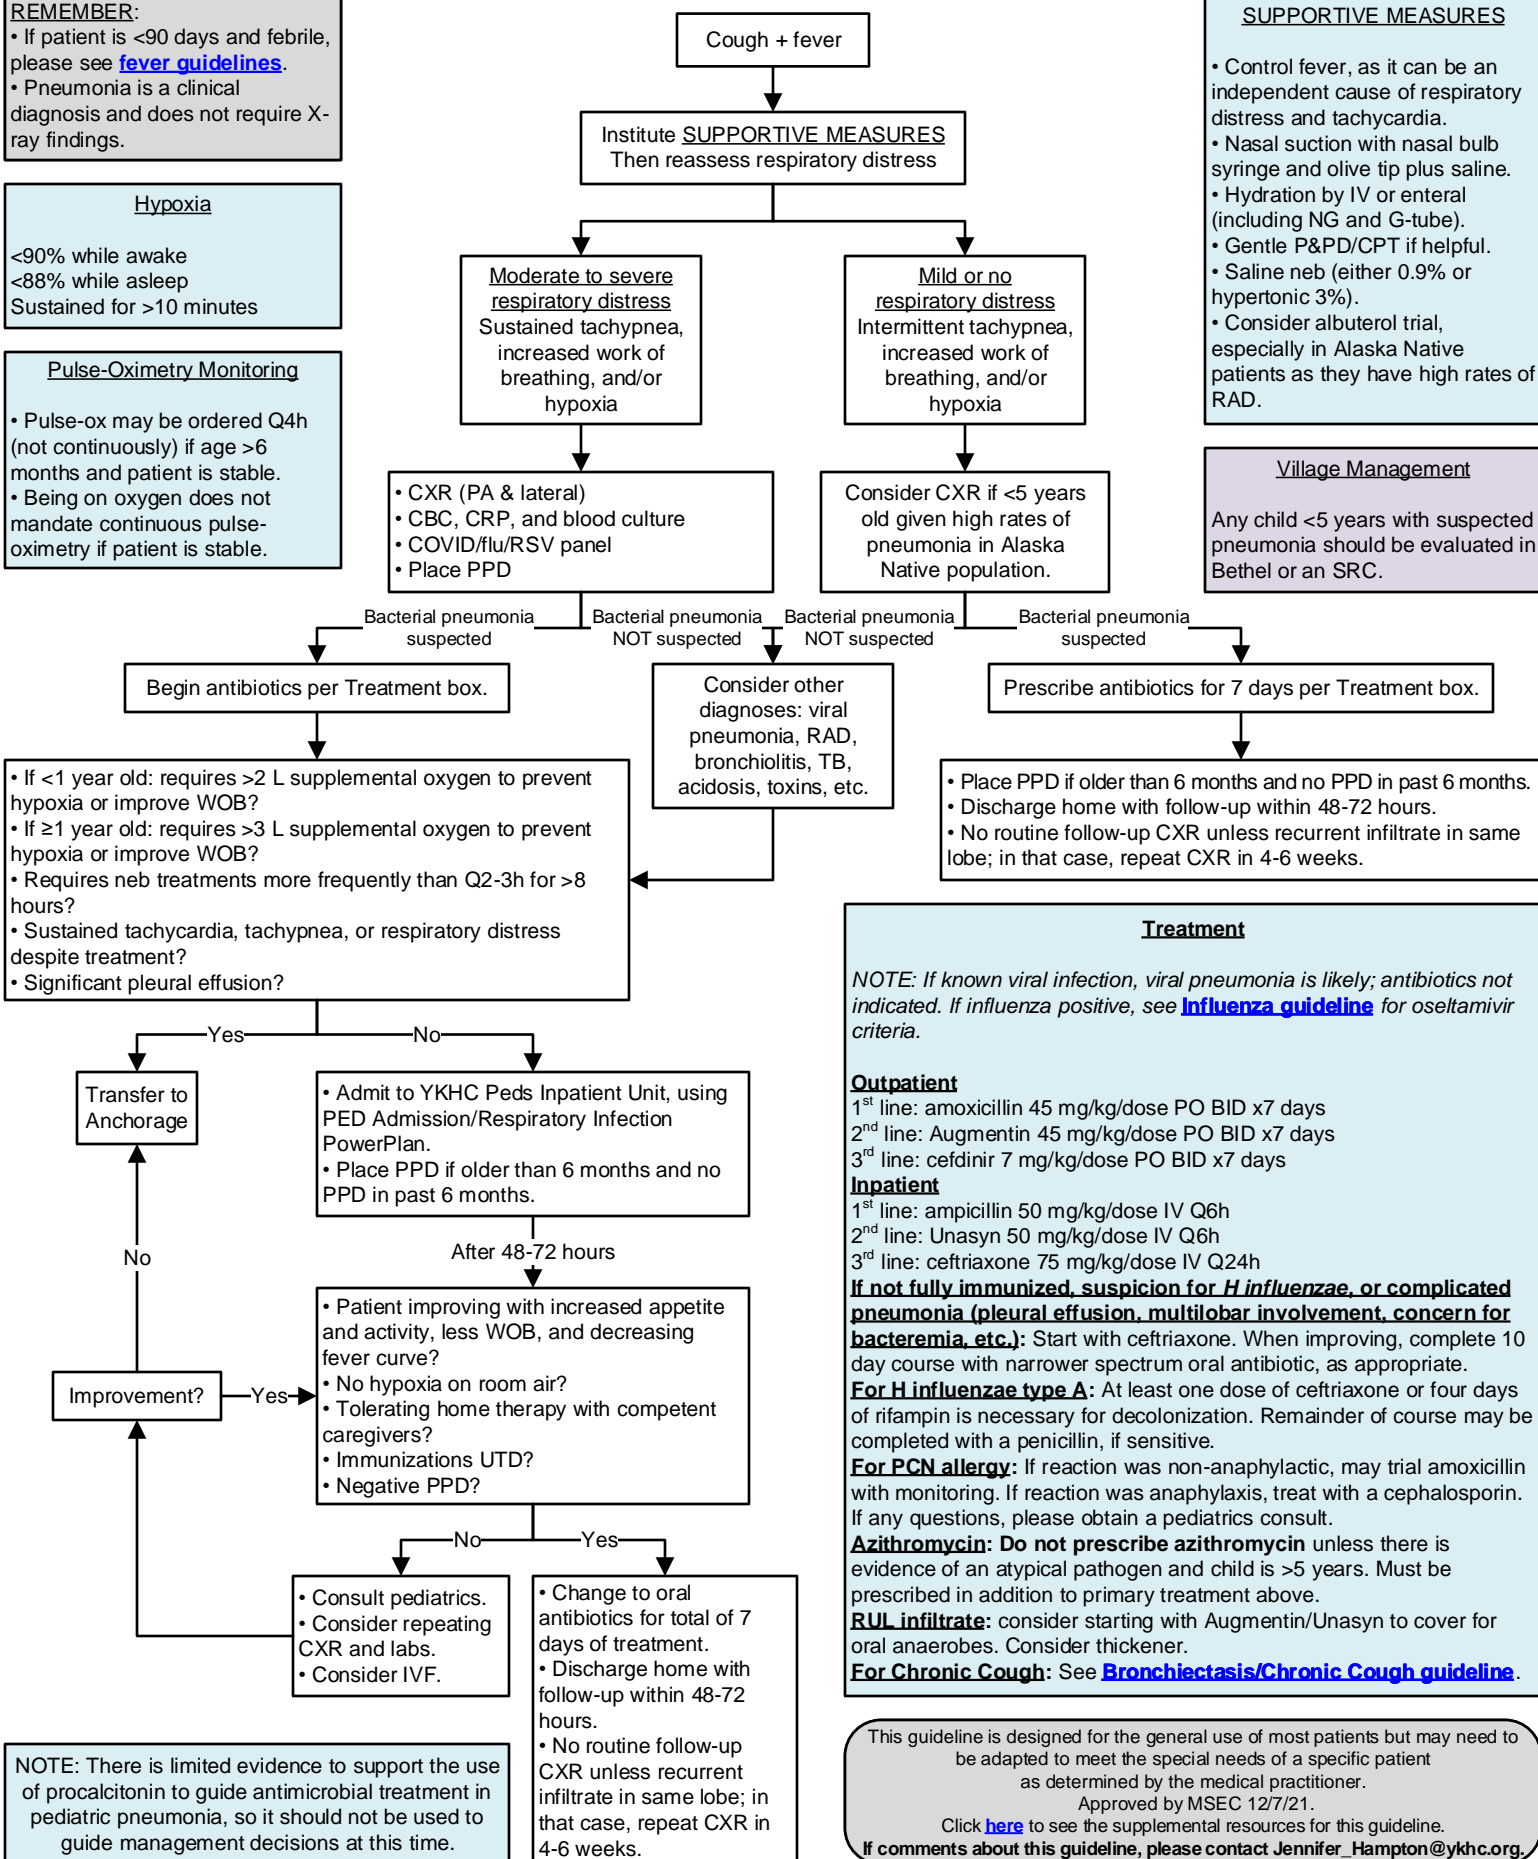 REMEMBER:
• If patient is <90 days and febrile,
please see fever guidelines.
• Pneumonia is a clinical
diagnosis and does not require X-
ray findings.
Hypoxia
<90% while awake
<88% while asleep
Sustained for >10 minutes
Pulse-Oximetry Monitoring
• Pulse-ox may be ordered Q4h
(not continuously) if age >6
months and patient is stable.
• Being on oxygen does not
mandate continuous pulse-
oximetry if patient is stable.
Cough + fever
Institute SUPPORTIVE MEASURES
Then reassess respiratory distress
Moderate to severe
respiratory distress
Sustained tachypnea,
increased work of
breathing, and/or
hypoxia
Mild or no
respiratory distress
Intermittent tachypnea,
increased work of
breathing, and/or
hypoxia
SUPPORTIVE MEASURES
• Control fever, as it can be an
independent cause of respiratory
distress and tachycardia.
• Nasal suction with nasal bulb
syringe and olive tip plus saline.
• Hydration by IV or enteral
(including NG and G-tube).
• Gentle P&PD/CPT if helpful.
• Saline neb (either 0.9% or
hypertonic 3%).
• Consider albuterol trial,
especially in Alaska Native
patients as they have high rates of
RAD.
Village Management
Any child <5 years with suspected
pneumonia should be evaluated in
Bethel or an SRC.
• CXR (PA & lateral)
• CBC, CRP, and blood culture
• COVID/flu/RSV panel
• Place PPD
Consider CXR if <5 years
old given high rates of
pneumonia in Alaska
Native population.
Bacterial pneumonia
suspected
Bacterial pneumonia
NOT suspected
Bacterial pneumonia
NOT suspected
Bacterial pneumonia
suspected
Begin antibiotics per Treatment box.
Consider other
diagnoses: viral
pneumonia, RAD,
bronchiolitis, TB,
acidosis, toxins, etc.
Prescribe antibiotics for 7 days per Treatment box.
• If <1 year old: requires >2 L supplemental oxygen to prevent
hypoxia or improve WOB?
• If ≥1 year old: requires >3 L supplemental oxygen to prevent
hypoxia or improve WOB?
• Requires neb treatments more frequently than Q2-3h for >8
hours?
• Sustained tachycardia, tachypnea, or respiratory distress
despite treatment?
• Significant pleural effusion?
• Place PPD if older than 6 months and no PPD in past 6 months.
• Discharge home with follow-up within 48-72 hours.
• No routine follow-up CXR unless recurrent infiltrate in same
lobe; in that case, repeat CXR in 4-6 weeks.
Yes
No
Transfer to
Anchorage
• Admit to YKHC Peds Inpatient Unit, using
PED Admission/Respiratory Infection
PowerPlan.
• Place PPD if older than 6 months and no
PPD in past 6 months.
After 48-72 hours
No
Improvement?
Yes
• Patient improving with increased appetite
and activity, less WOB, and decreasing
fever curve?
• No hypoxia on room air?
• Tolerating home therapy with competent
caregivers?
• Immunizations UTD?
• Negative PPD?
No
Yes
• Consult pediatrics.
• Consider repeating
CXR and labs.
• Consider IVF.
• Change to oral
antibiotics for total of 7
days of treatment.
• Discharge home with
follow-up within 48-72
hours.
• No routine follow-up
CXR unless recurrent
infiltrate in same lobe; in
that case, repeat CXR in
4-6 weeks.
Treatment
NOTE: If known viral infection, viral pneumonia is likely; antibiotics not
indicated. If influenza positive, see Influenza guideline for oseltamivir
criteria.
Outpatient
1st line: amoxicillin 45 mg/kg/dose PO BID x7 days
2nd line: Augmentin 45 mg/kg/dose PO BID x7 days
3rd line: cefdinir 7 mg/kg/dose PO BID x7 days
Inpatient
1st line: ampicillin 50 mg/kg/dose IV Q6h
2nd line: Unasyn 50 mg/kg/dose IV Q6h
3rd line: ceftriaxone 75 mg/kg/dose IV Q24h
If not fully immunized, suspicion for H influenzae, or complicated
pneumonia (pleural effusion, multilobar involvement, concern for
bacteremia, etc.): Start with ceftriaxone. When improving, complete 10
day course with narrower spectrum oral antibiotic, as appropriate.
For H influenzae type A: At least one dose of ceftriaxone or four days
of rifampin is necessary for decolonization. Remainder of course may be
completed with a penicillin, if sensitive.
For PCN allergy: If reaction was non-anaphylactic, may trial amoxicillin
with monitoring. If reaction was anaphylaxis, treat with a cephalosporin.
If any questions, please obtain a pediatrics consult.
Azithromycin: Do not prescribe azithromycin unless there is
evidence of an atypical pathogen and child is >5 years. Must be
prescribed in addition to primary treatment above.
RUL infiltrate: consider starting with Augmentin/Unasyn to cover for
oral anaerobes. Consider thickener.
For Chronic Cough: See Bronchiectasis/Chronic Cough guideline.
NOTE: There is limited evidence to support the use
of procalcitonin to guide antimicrobial treatment in
pediatric pneumonia, so it should not be used to
guide management decisions at this time.
This guideline is designed for the general use of most patients but may need to
be adapted to meet the special needs of a specific patient
as determined by the medical practitioner.
Approved by MSEC 12/7/21.
Click here to see the supplemental resources for this guideline.
If comments about this guideline, please contact Jennifer_Hampton@ykhc.org.